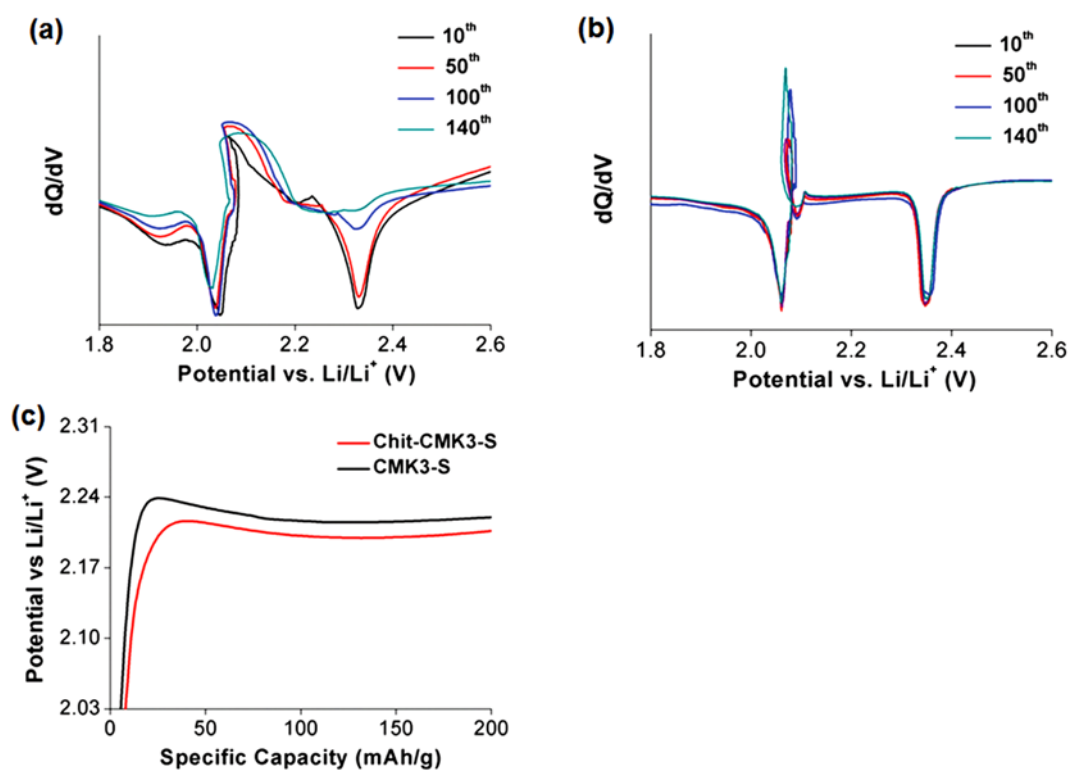 (a)
10th
50th
100th
140th
dQ/dV
1.8 2.0 2.2 2.4 2.6
Potential vs. Li/Li+ (V)
(b)
10th
50th
100th
140th
dQ/dV
1.8 2.0 2.2 2.4 2.6
Potential vs. Li/Li+ (V)
(c)
Potential vs Li/Li+ (V)
2.31
2.24
2.17
2.10
2.03
Chit-CMK3-S
CMK3-S
0 50 100 150 200
Specific Capacity (mAh/g)